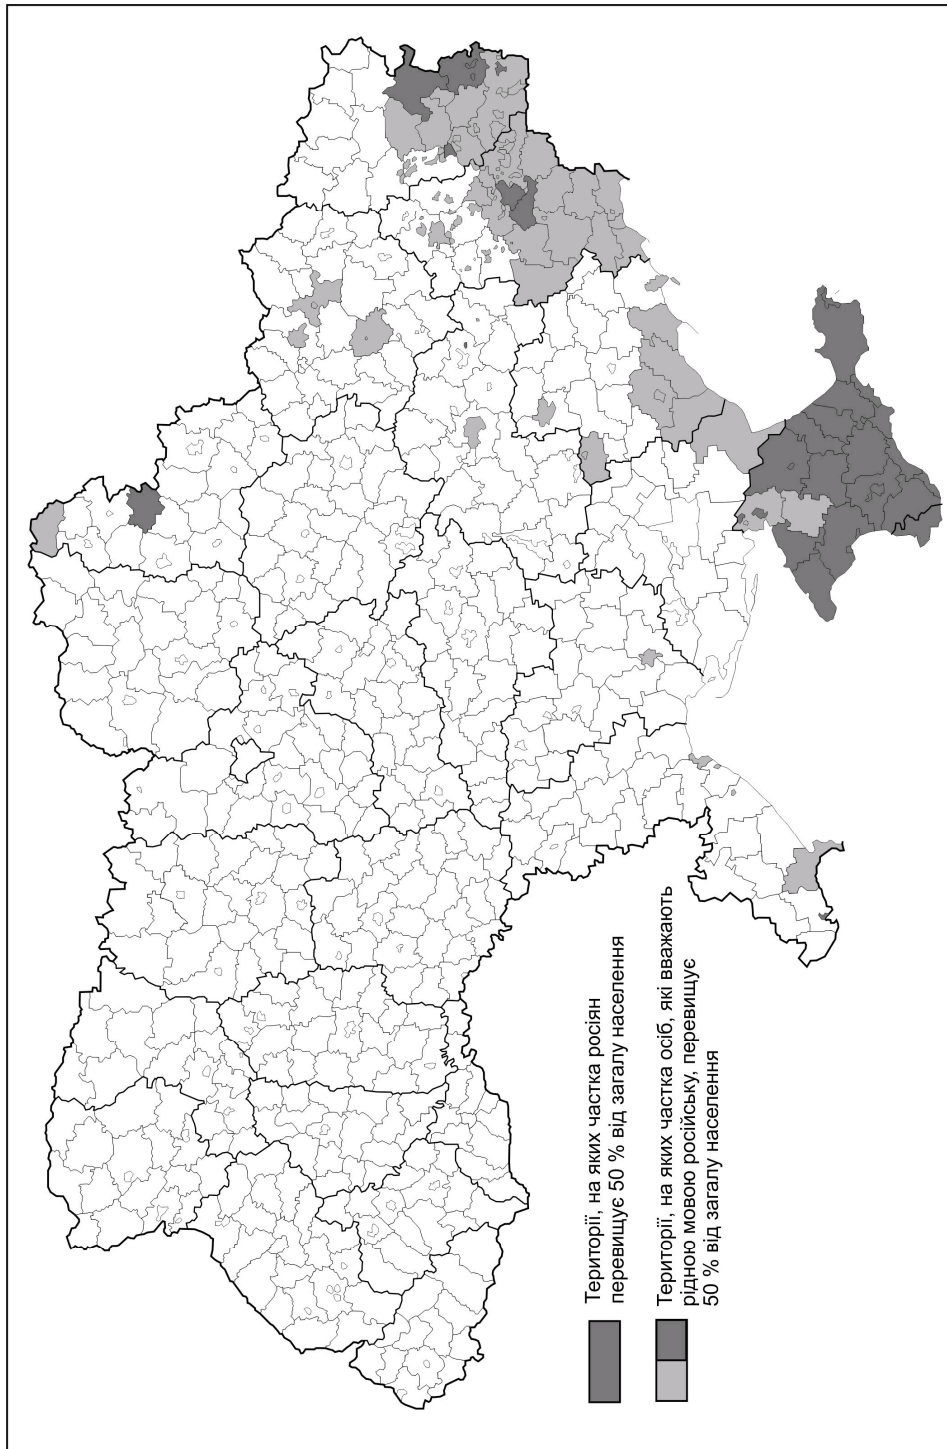 Території, на яких частка росіян
перевищує 50 % від загалу населення
Території, на яких частка осіб, які вважають
рідною мовою російську, перевищує
50 % від загалу населення